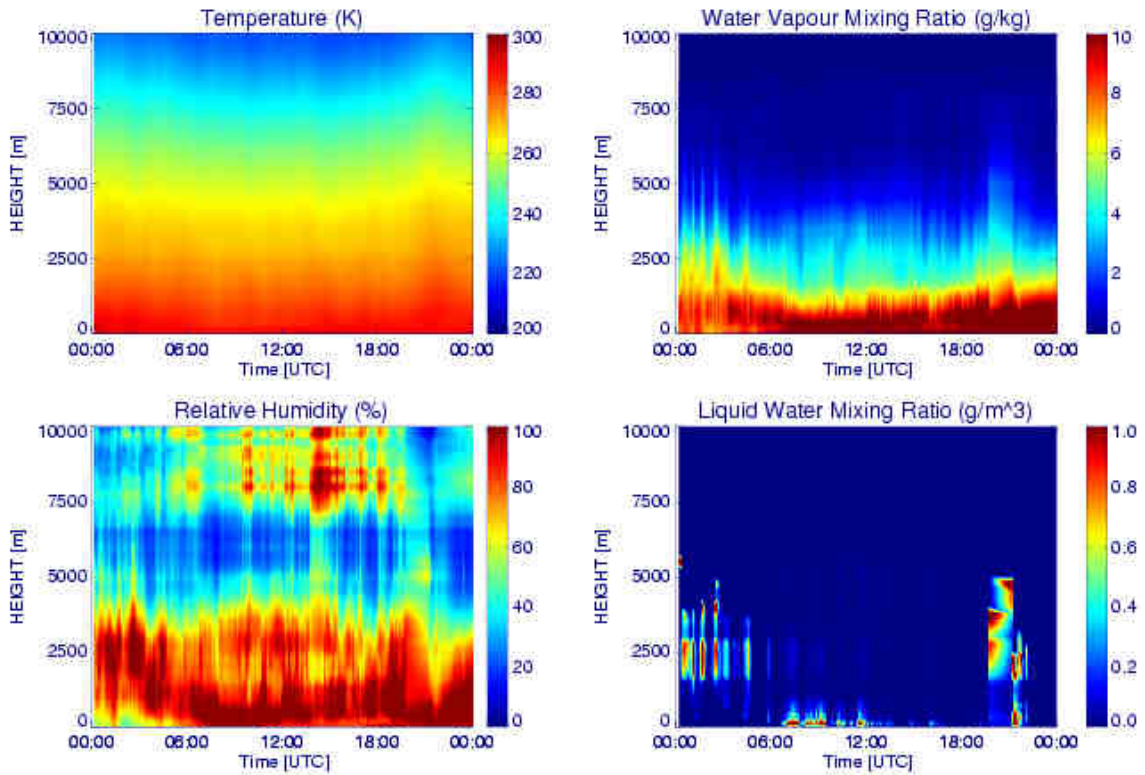 Temperature (K)
10000
7500
5000
2500
0
HEIGHT [m]
00:00 06:00 12:00 18:00 00:00
Time [UTC]
300
280
260
240
220
200
Water Vapour Mixing Ratio (g/kg)
10000
7500
5000
2500
0
HEIGHT [m]
00:00 06:00 12:00 18:00 00:00
Time [UTC]
10
8
6
4
2
0
Relative Humidity (%)
10000
7500
5000
2500
0
HEIGHT [m]
00:00 06:00 12:00 18:00 00:00
Time [UTC]
100
80
60
40
20
0
Liquid Water Mixing Ratio (g/m^3)
10000
7500
5000
2500
0
HEIGHT [m]
00:00 06:00 12:00 18:00 00:00
Time [UTC]
1.0
0.8
0.6
0.4
0.2
0.0